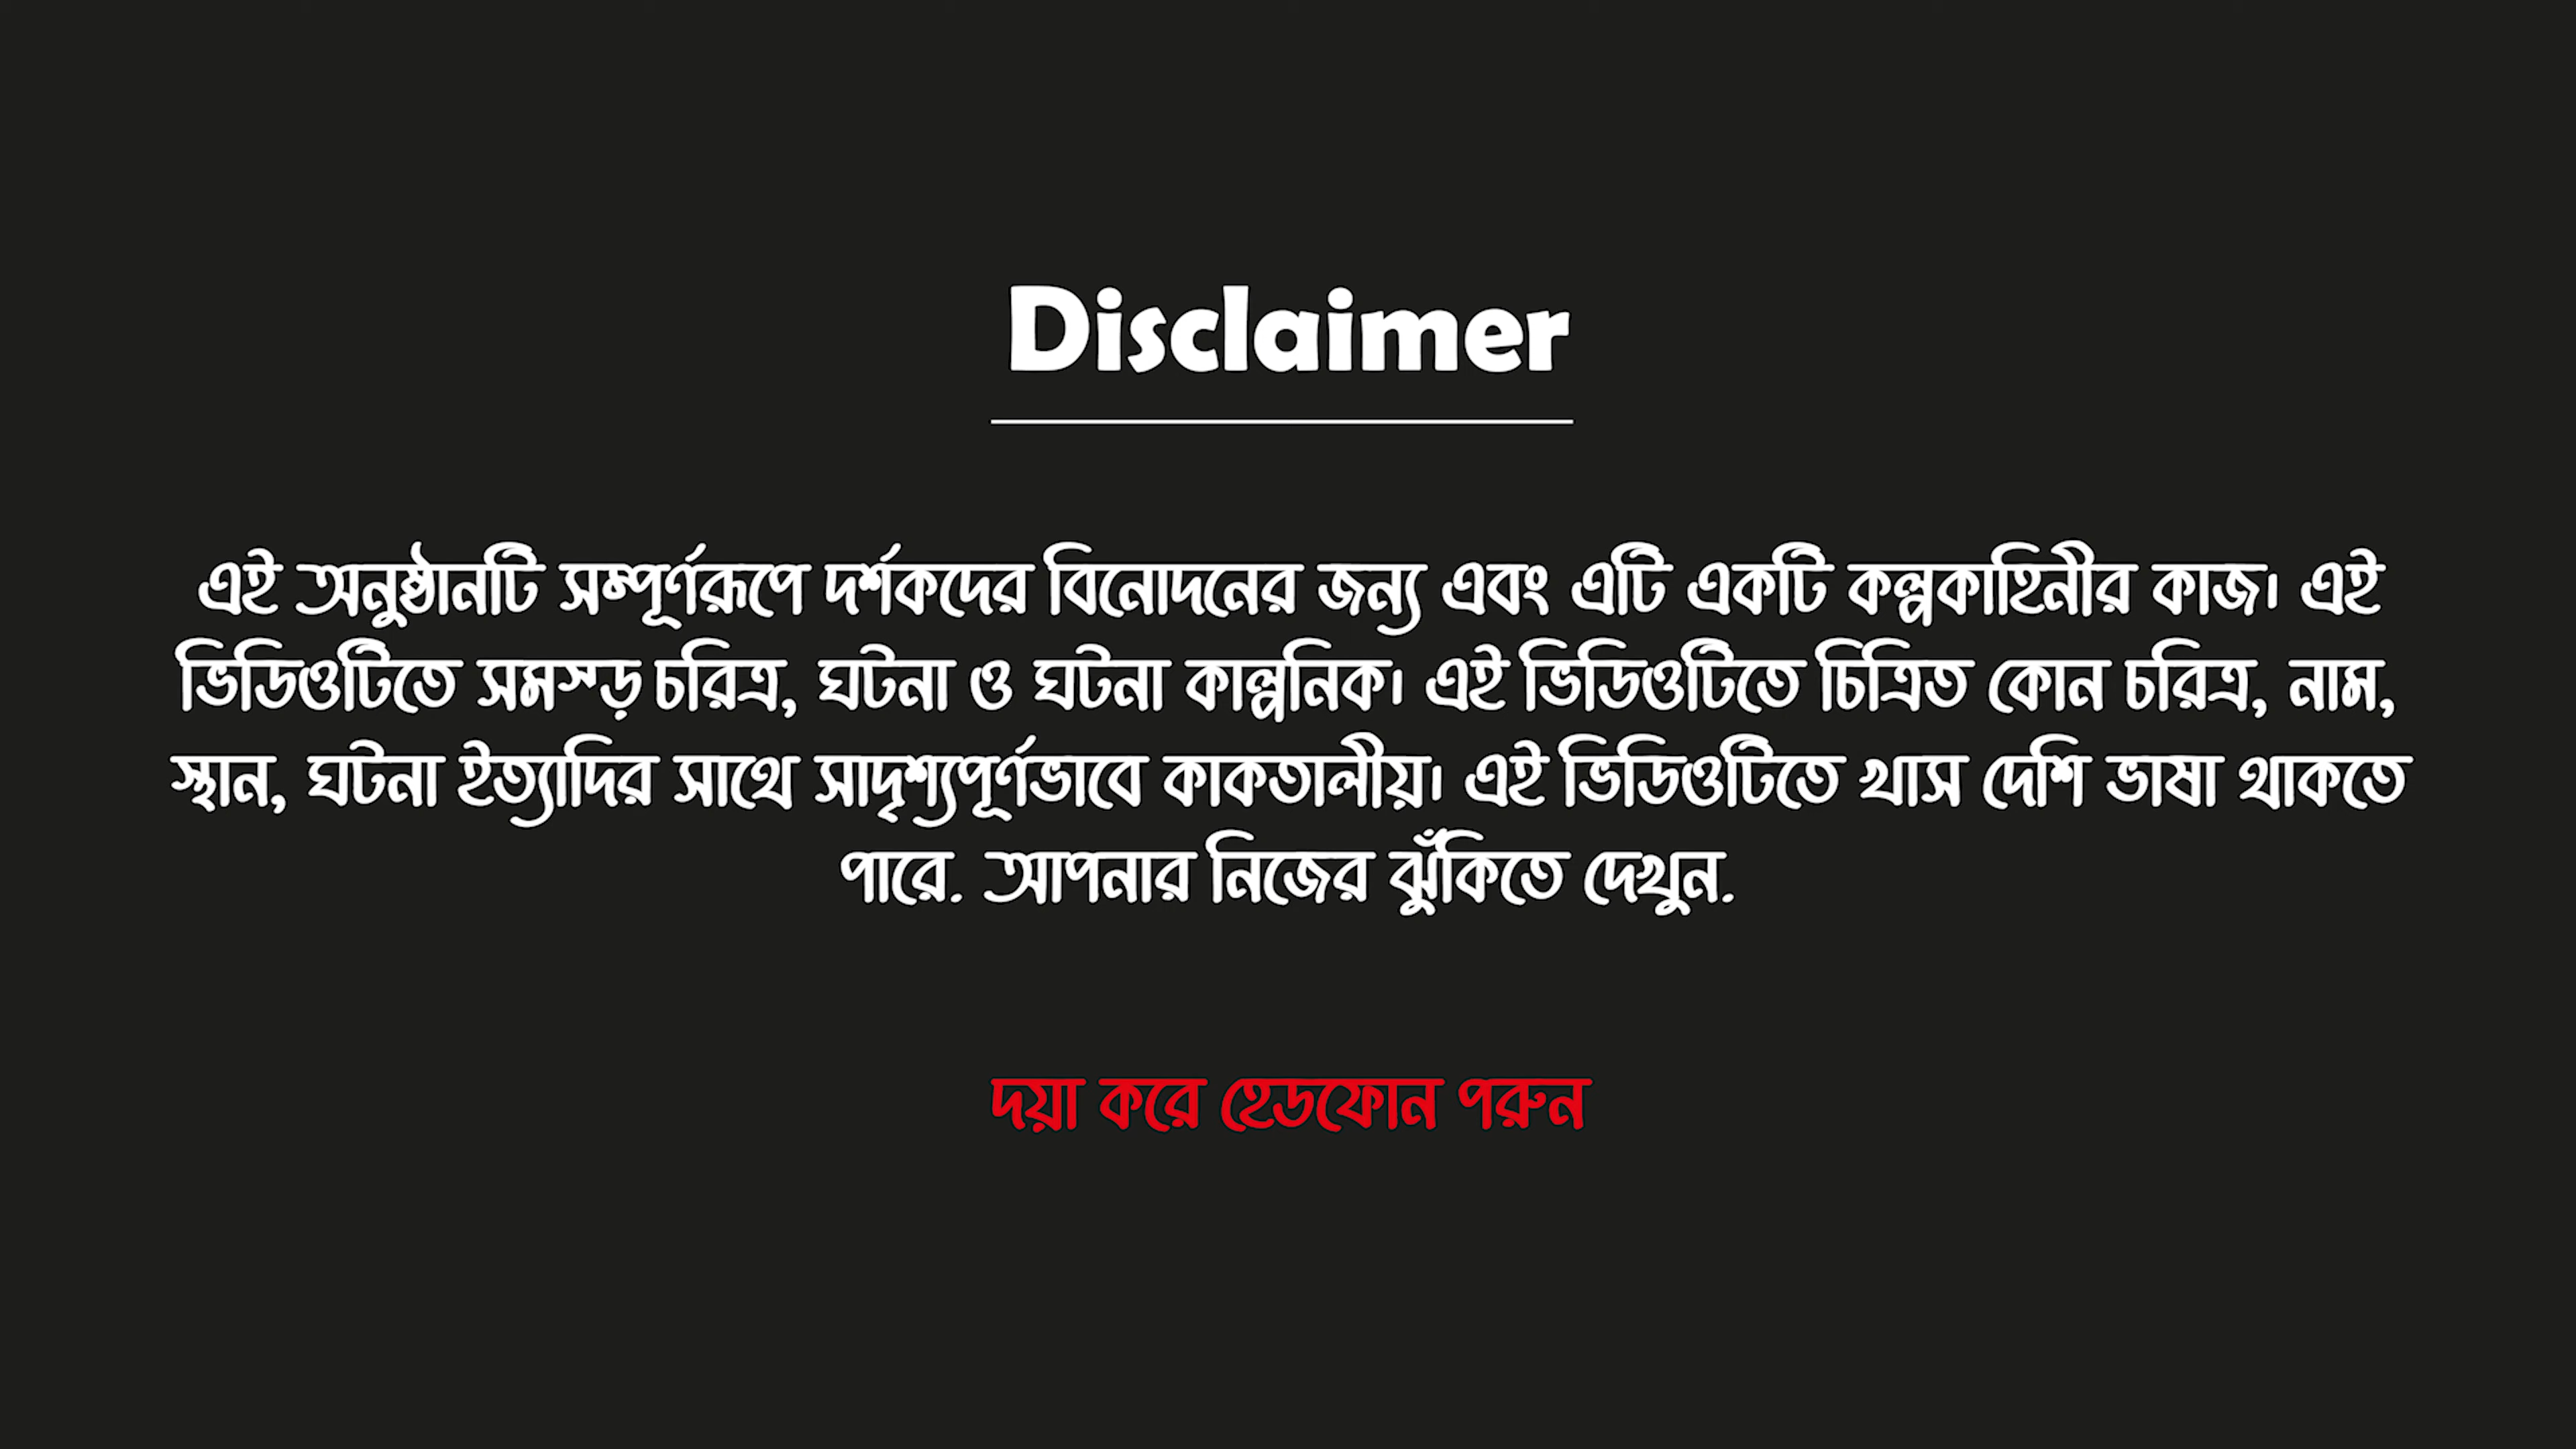 Disclaimer
এই অনুষ্ঠানটি সম্পূর্ণরূপে দর্শকদের বিনোদনের জন্য এবং এটি একটি কল্পকাহিনীর কাজ। এই
ভিডিওটিতে সমস্ড় চরিত্র, ঘটনা ও ঘটনা কাল্পনিক। এই ভিডিওটিতে চিত্রিত কোন চরিত্র, নাম,
স্থান, ঘটনা ইত্যাদির সাথে সাদৃশ্যপূর্ণভাবে কাকতালীয়। এই ভিডিওটিতে খাস দেশি ভাষা থাকতে
পারে. আপনার নিজের ঝুঁকিতে দেখুন.
দয়া করে হেডফোন পরুন